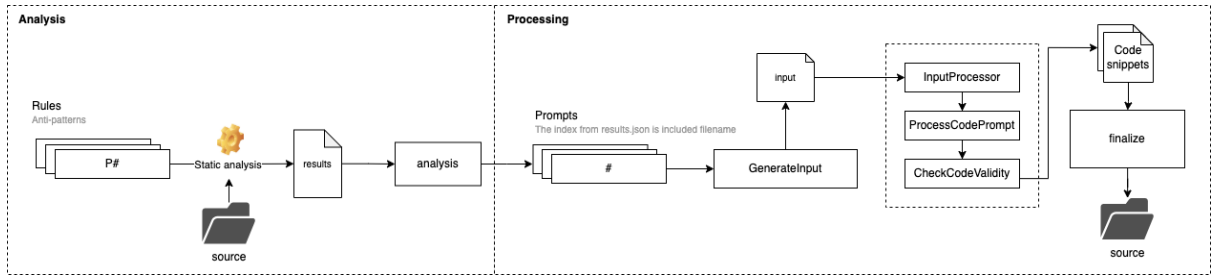 Analysis
Rules
Anti-patterns
P#
Static analysis
source
results
analysis
Processing
Prompts
The index from results.json is included filename
#
GenerateInput
input
InputProcessor
ProcessCodePrompt
CheckCodeValidity
Code
snippets
finalize
source